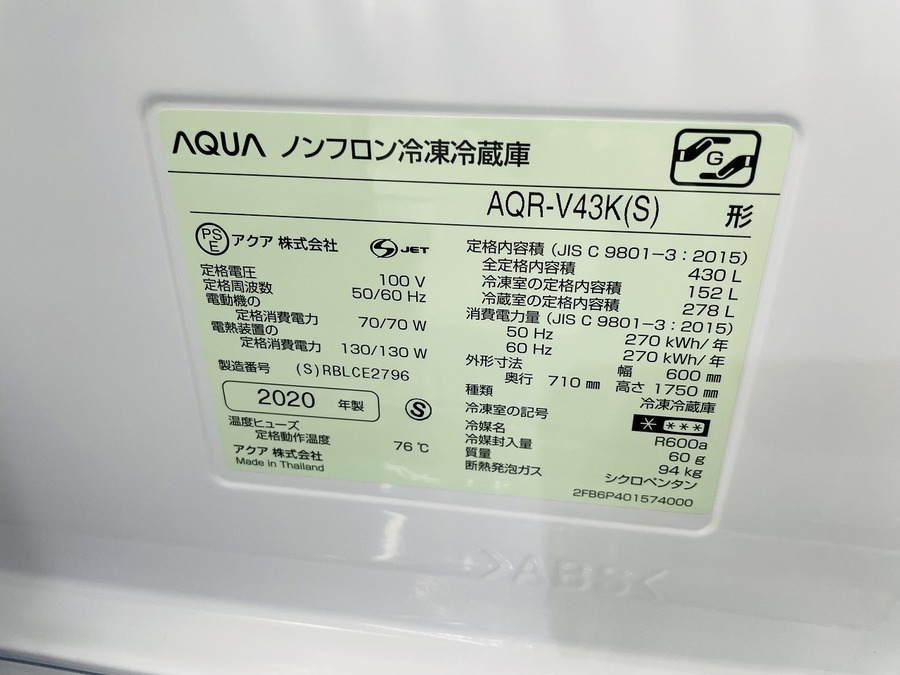 AQUA ノンフロン冷凍冷蔵庫
G
AQR-V43K(S) 形
PS E アクア 株式会社 S JET
定格電圧 100 V
定格周波数 50/60 Hz
電動機の
定格消費電力 70/70 W
電熱装置の
定格消費電力 130/130 W
製造番号 (S)RBLCE2796
2020 年製 S
温度ヒューズ
定格動作温度 76 ℃
アクア 株式会社
Made in Thailand
定格内容積 (JIS C 9801-3 : 2015)
全定格内容積 430 L
冷凍室の定格内容積 152 L
冷蔵室の定格内容積 278 L
消費電力量 (JIS C 9801-3 : 2015)
50 Hz 270 kWh/年
60 Hz 270 kWh/年
外形寸法 幅 600 mm
奥行 710 mm 高さ 1750 mm
種類 冷凍冷蔵庫
冷凍室の記号 * ***
冷媒名 R600a
冷媒封入量 60 g
質量 94 kg
断熱発泡ガス シクロペンタン
2FB6P401574000
>ABS<